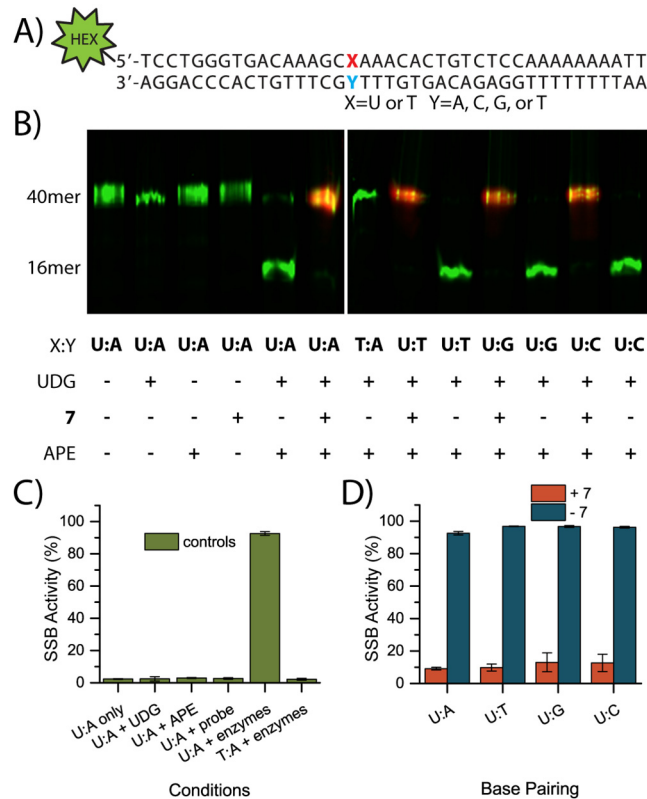 A)
HEX
5’-TCCTGGGTGACAAAGCXAAACACTGTCTCCAAAAAAAATT
3’-AGGACCCACTGTTTCGYTTTGTGACAGAGGTTTTTTTTAA
X=U or T Y=A, C, G, or T
B)
40mer
16mer
X:Y U:A U:A U:A U:A U:A U:A T:A U:T U:T U:G U:G U:C U:C
UDG - + - - + + + + + + + + +
7 - - - + - + - + - + - + -
APE - - + - + + + + + + + + +
C)
controls
SSB Activity (%)
100
80
60
40
20
0
U:A only
U:A + UDG
U:A + APE
U:A + probe
U:A + enzymes
T:A + enzymes
Conditions
D)
+ 7
- 7
SSB Activity (%)
100
80
60
40
20
0
U:A
U:T
U:G
U:C
Base Pairing